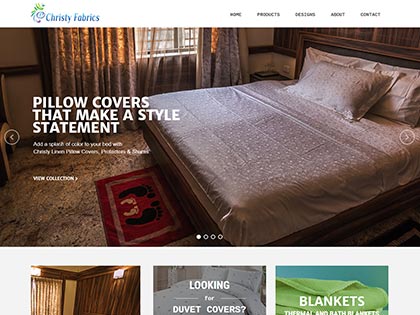 Christy Fabrics
HOME PRODUCTS DESIGNS ABOUT CONTACT
PILLOW COVERS
THAT MAKE A STYLE
STATEMENT
Add a splash of color to your bed with
Christy Linen Pillow Covers, Protectors & Shams
VIEW COLLECTION >
LOOKING
for
DUVET COVERS?
BLANKETS
THERMAL AND BATH BLANKETS